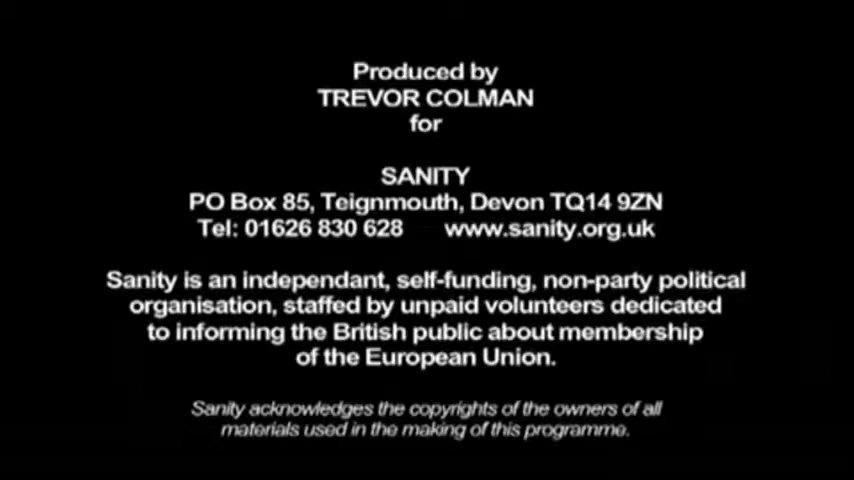 Produced by
TREVOR COLMAN
for
SANITY
PO Box 85, Teignmouth, Devon TQ14 9ZN
Tel: 01626 830 628 www.sanity.org.uk
Sanity is an independant, self-funding, non-party political
organisation, staffed by unpaid volunteers dedicated
to informing the British public about membership
of the European Union.
Sanity acknowledges the copyrights of the owners of all
materials used in the making of this programme.